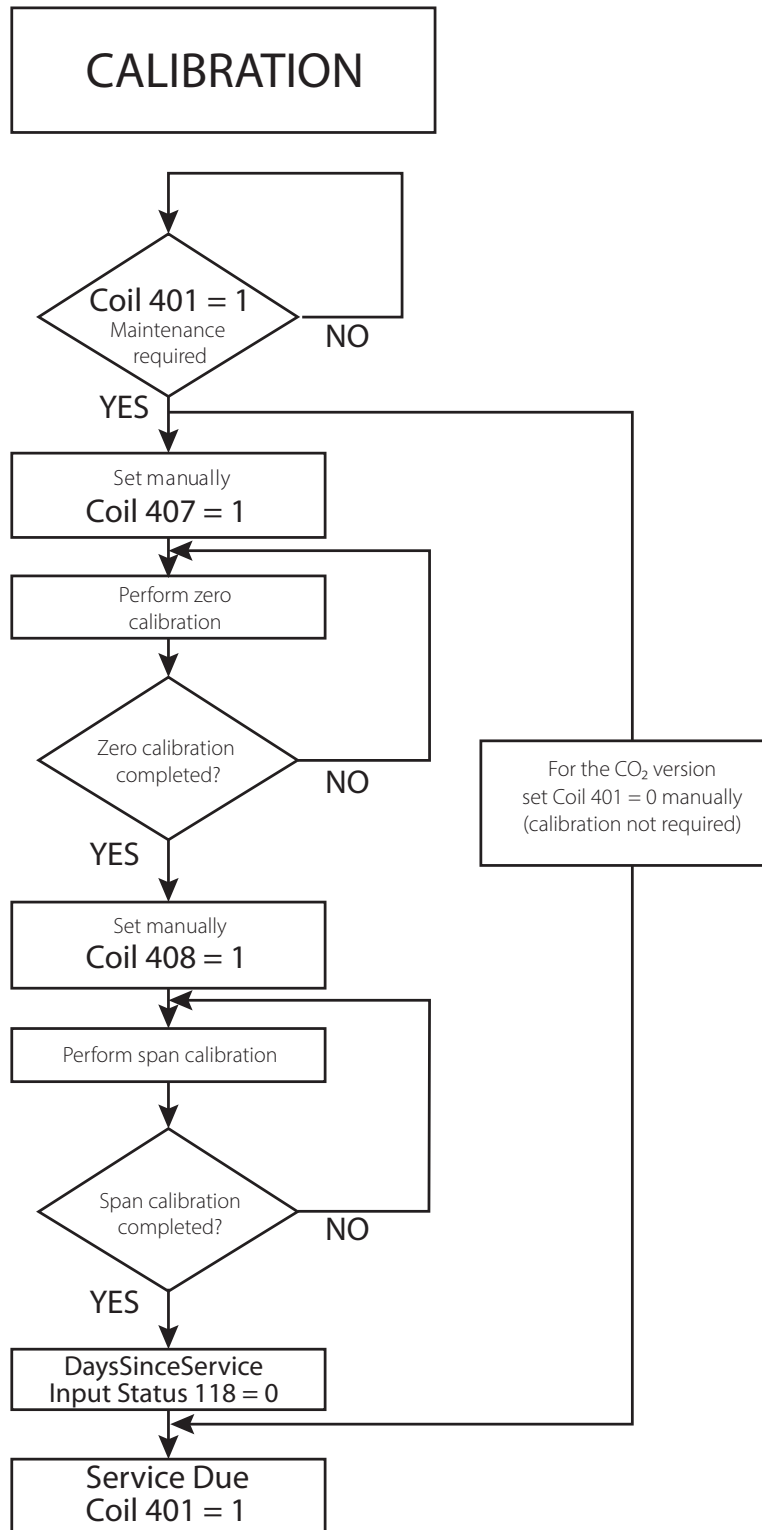 CALIBRATION
Coil 401 = 1
Maintenance
required
NO
YES
Set manually
Coil 407 = 1
Perform zero
calibration
Zero calibration
completed?
NO
YES
For the CO₂ version
set Coil 401 = 0 manually
(calibration not required)
Set manually
Coil 408 = 1
Perform span calibration
Span calibration
completed?
NO
YES
DaysSinceService
Input Status 118 = 0
Service Due
Coil 401 = 1